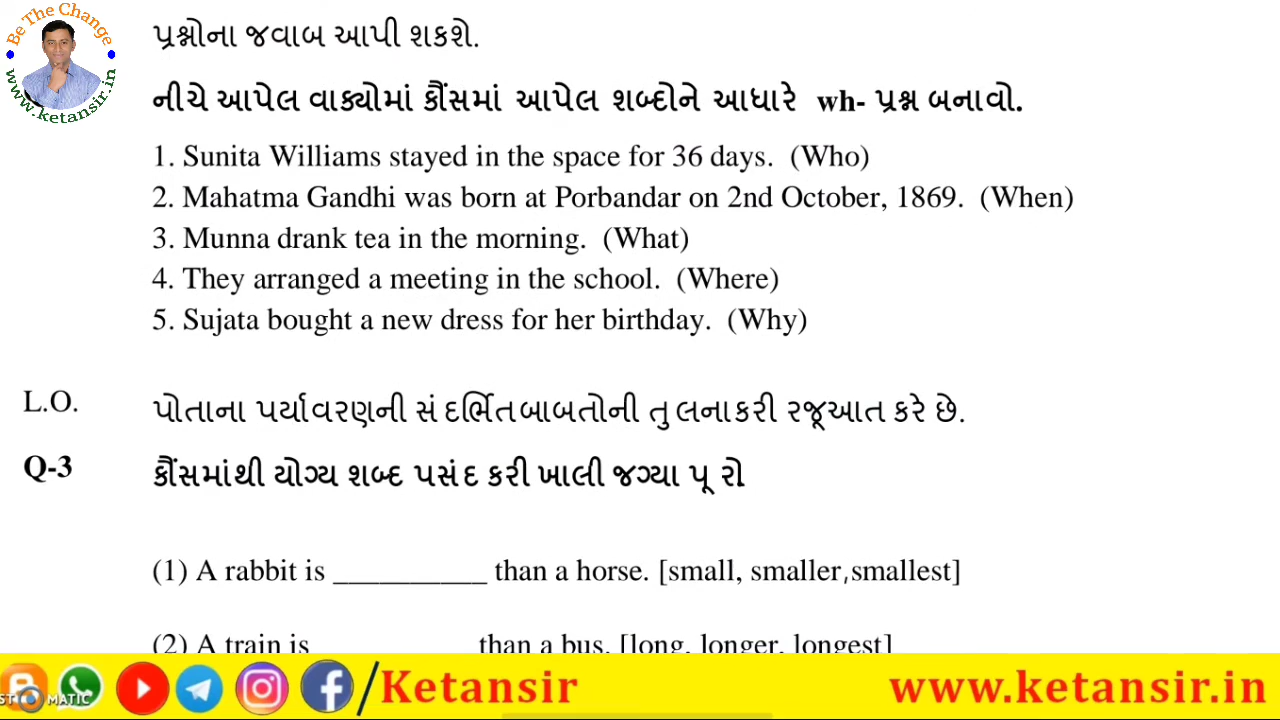 Be The Change
www.ketansir.in
પ્રશ્નોના જવાબ આપી શકશે.
નીચે આપેલ વાક્યોમાં કૌંસમાં આપેલ શબ્દોને આધારે wh- પ્રશ્ન બનાવો.
1. Sunita Williams stayed in the space for 36 days. (Who)
2. Mahatma Gandhi was born at Porbandar on 2nd October, 1869. (When)
3. Munna drank tea in the morning. (What)
4. They arranged a meeting in the school. (Where)
5. Sujata bought a new dress for her birthday. (Why)
L.O. પોતાના પર્યાવરણની સંદર્ભિતબાબતોની તુલનાકરી રજૂઆત કરે છે.
Q-3 કૌંસમાંથી યોગ્ય શબ્દ પસંદ કરી ખાલી જગ્યા પૂરો
(1) A rabbit is __________ than a horse. [small, smaller,smallest]
(2) A train is than a bus. [long, longer, longest]
/Ketansir www.ketansir.in